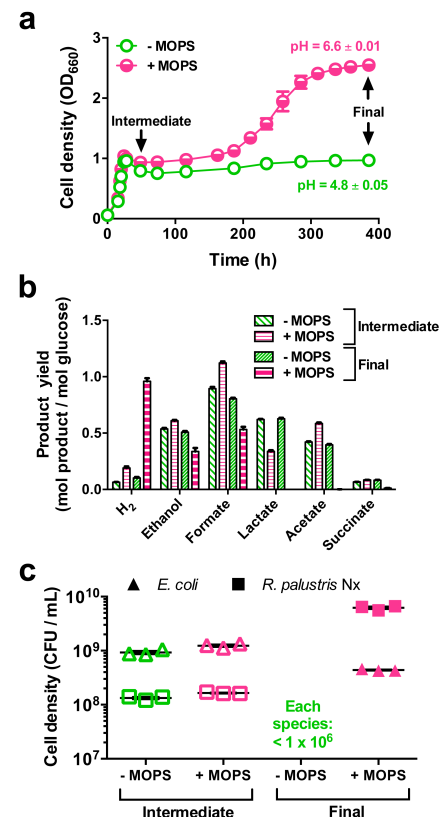 a
- MOPS
+ MOPS
pH = 6.6 ± 0.01
Intermediate
Final
pH = 4.8 ± 0.05
Cell density (OD660)
3
2
1
0
0 100 200 300 400
Time (h)
b
- MOPS
+ MOPS
Intermediate
- MOPS
+ MOPS
Final
Product yield
(mol product / mol glucose)
1.5
1.0
0.5
0.0
H2 Ethanol Formate Lactate Acetate Succinate
c
E. coli R. palustris Nx
Cell density (CFU / mL)
10^10
10^9
10^8
10^7
Each
species:
< 1 x 10^6
- MOPS + MOPS - MOPS + MOPS
Intermediate Final